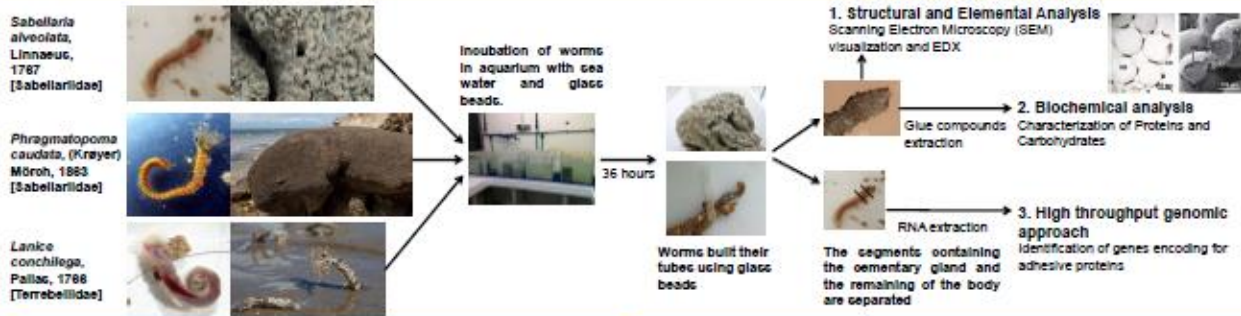 Sabellaria
alveolata,
Linnaeus,
1767
[Sabellariidae]
Phragmatopoma
caudata, (Krøyer)
Möroh, 1863
[Sabellariidae]
Lanice
conchilega,
Pallas, 1766
[Terrebellidae]
Incubation of worms
in aquarium with sea
water and glass
beads.
36 hours
Worms built their
tubes using glass
beads
1. Structural and Elemental Analysis
Scanning Electron Microscopy (SEM)
visualization and EDX
Glue compounds
extraction
2. Biochemical analysis
Characterization of Proteins and
Carbohydrates
RNA extraction
The segments containing
the cementary gland and
the remaining of the body
are separated
3. High throughput genomic
approach
Identification of genes encoding for
adhesive proteins